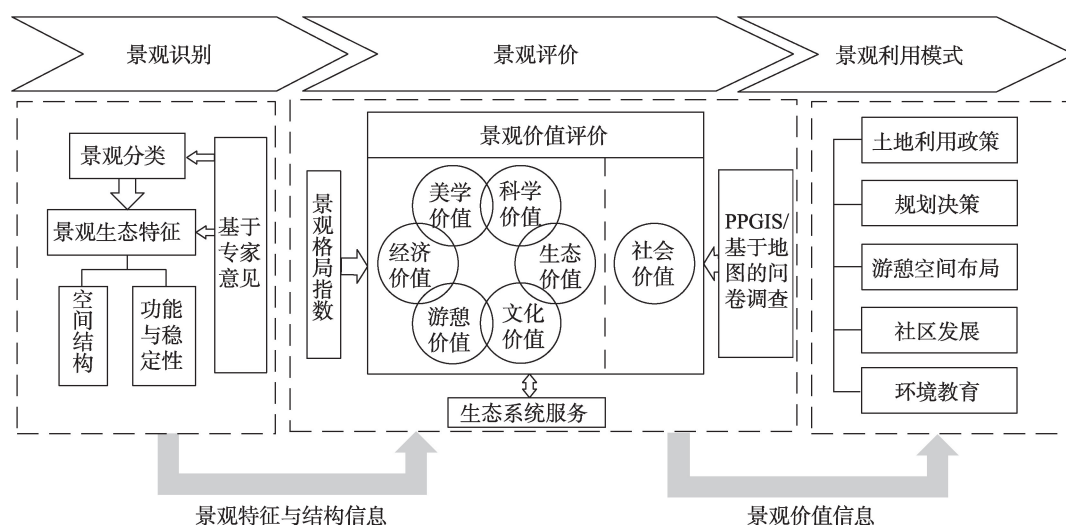 景观识别
景观评价
景观利用模式
景观分类
景观生态特征
空间结构
功能与稳定性
基于
专家
意见
景观格局指数
景观价值评价
美学
价值
科学
价值
经济
价值
生态
价值
游憩
价值
文化
价值
社会
价值
PPGIS/
基于地
图的问
卷调查
生态系统服务
土地利用政策
规划决策
游憩空间布局
社区发展
环境教育
景观特征与结构信息
景观价值信息